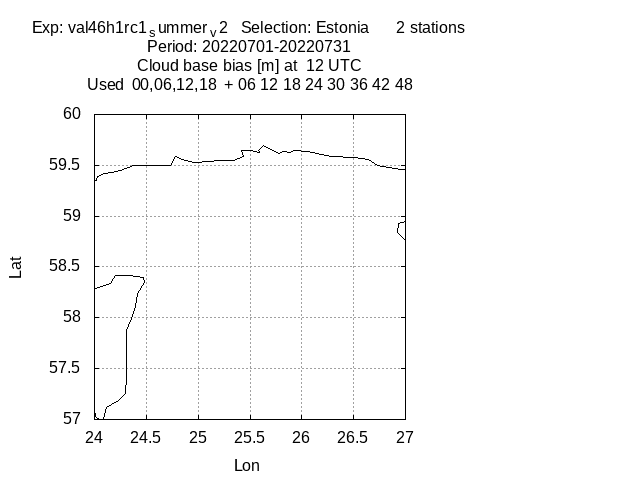 Exp: val46h1rc1summerv2 Selection: Estonia 2 stations
Period: 20220701-20220731
Cloud base bias [m] at 12 UTC
Used 00,06,12,18 + 06 12 18 24 30 36 42 48
60
59.5
59
58.5
Lat
58
57.5
57
24 24.5 25 25.5 26 26.5 27
Lon